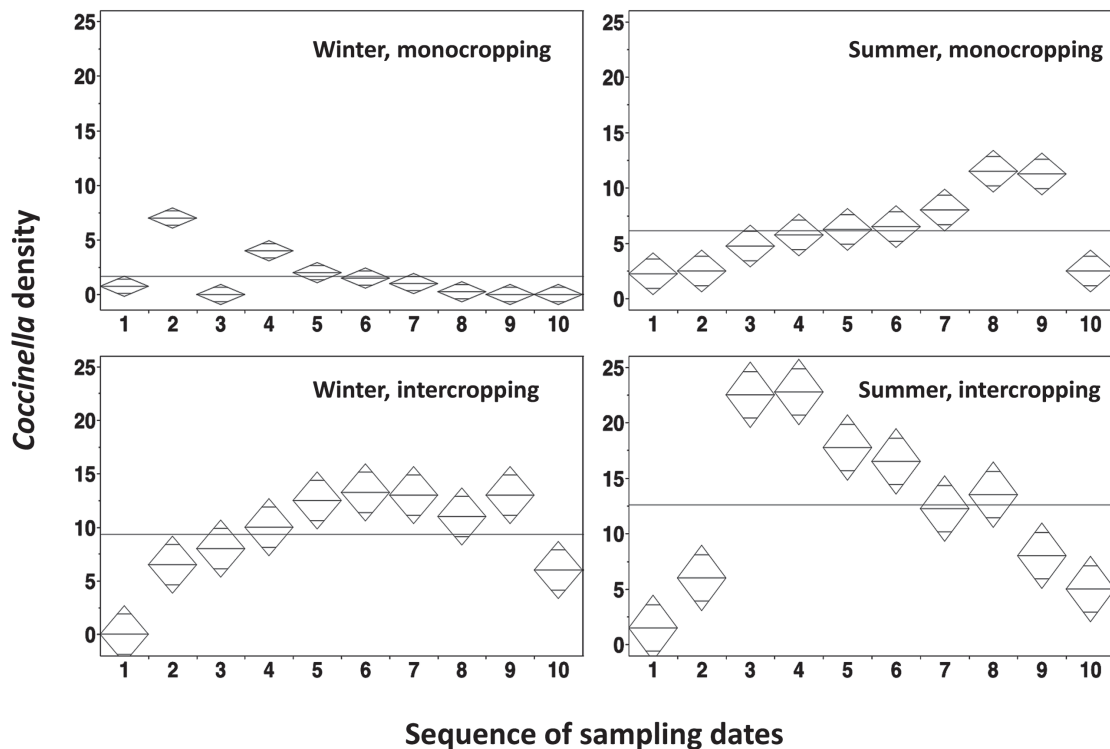 Coccinella density
25
20
15
10
5
0
Winter, monocropping
1 2 3 4 5 6 7 8 9 10
25
20
15
10
5
0
Summer, monocropping
1 2 3 4 5 6 7 8 9 10
25
20
15
10
5
0
Winter, intercropping
1 2 3 4 5 6 7 8 9 10
25
20
15
10
5
0
Summer, intercropping
1 2 3 4 5 6 7 8 9 10
Sequence of sampling dates